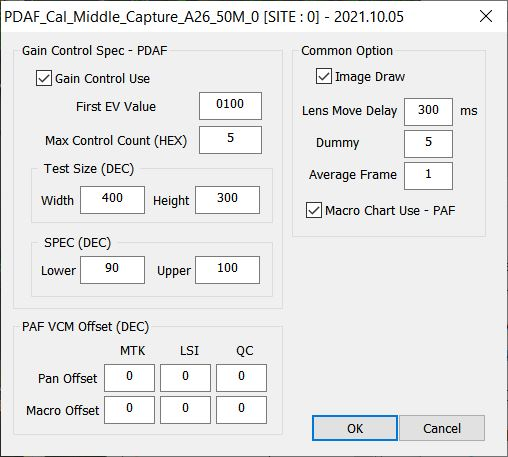 PDAF_Cal_Middle_Capture_A26_50M_0 [SITE : 0] - 2021.10.05
Gain Control Spec - PDAF
Gain Control Use
First EV Value 0100
Max Control Count (HEX) 5
Test Size (DEC)
Width 400 Height 300
SPEC (DEC)
Lower 90 Upper 100
PAF VCM Offset (DEC)
MTK LSI QC
Pan Offset 0 0 0
Macro Offset 0 0 0
Common Option
Image Draw
Lens Move Delay 300 ms
Dummy 5
Average Frame 1
Macro Chart Use - PAF
OK Cancel